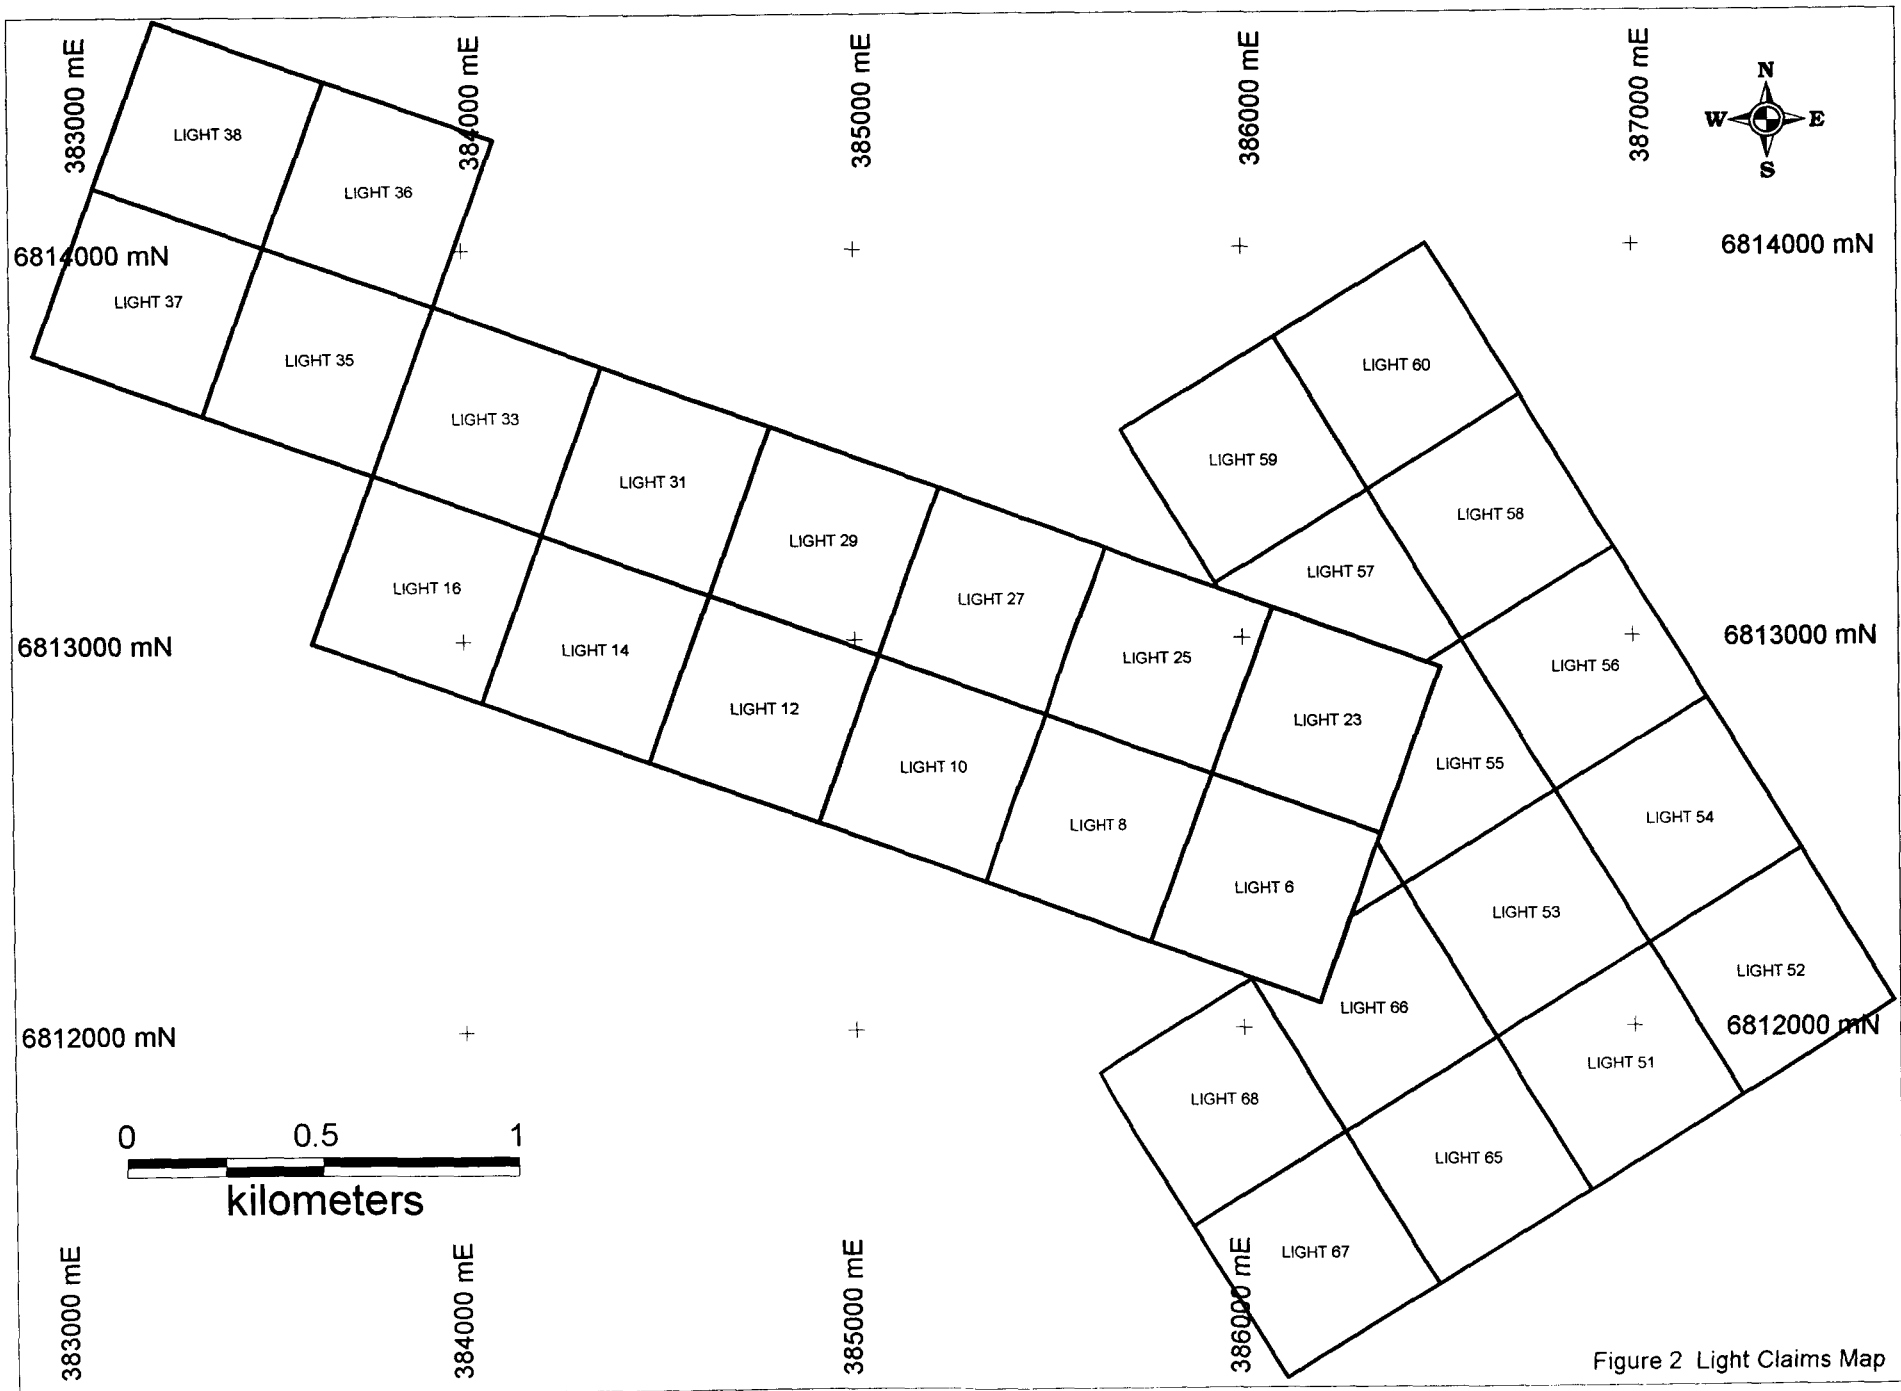 383000 mE
384000 mE
385000 mE
386000 mE
387000 mE
N
W E
S
LIGHT 38
LIGHT 36
6814000 mN
6814000 mN
LIGHT 37
LIGHT 35
LIGHT 60
LIGHT 33
LIGHT 59
LIGHT 31
LIGHT 58
LIGHT 29
LIGHT 57
LIGHT 16
LIGHT 27
6813000 mN
6813000 mN
LIGHT 14
LIGHT 25
LIGHT 56
LIGHT 12
LIGHT 23
LIGHT 10
LIGHT 55
LIGHT 8
LIGHT 54
LIGHT 6
LIGHT 53
LIGHT 52
LIGHT 66
6812000 mN
6812000 mN
LIGHT 51
LIGHT 68
0 0.5 1
LIGHT 65
kilometers
LIGHT 67
383000 mE
384000 mE
385000 mE
386000 mE
Figure 2 Light Claims Map